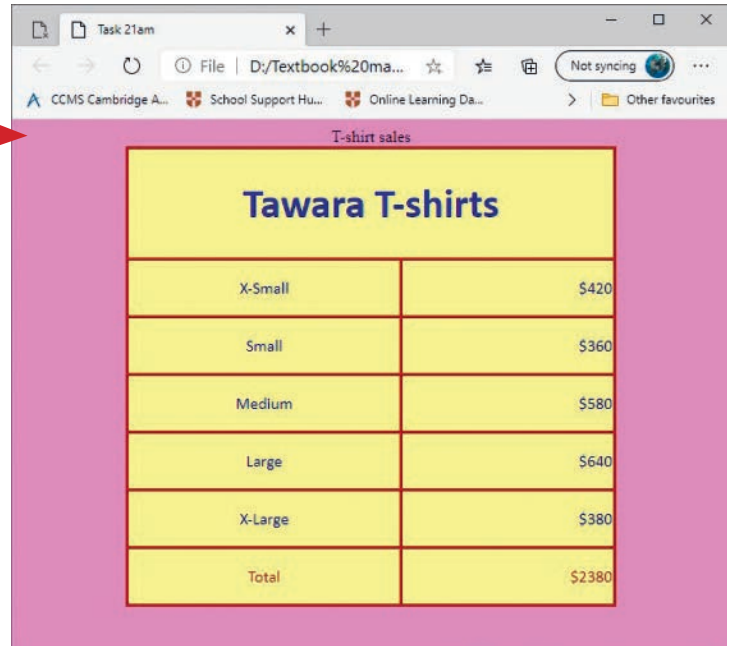 Task 21am
File | D:/Textbook%20ma... Not syncing
CCMS Cambridge A... School Support Hu... Online Learning Da... Other favourites
T-shirt sales
Tawara T-shirts
X-Small $420
Small $360
Medium $580
Large $640
X-Large $380
Total $2380